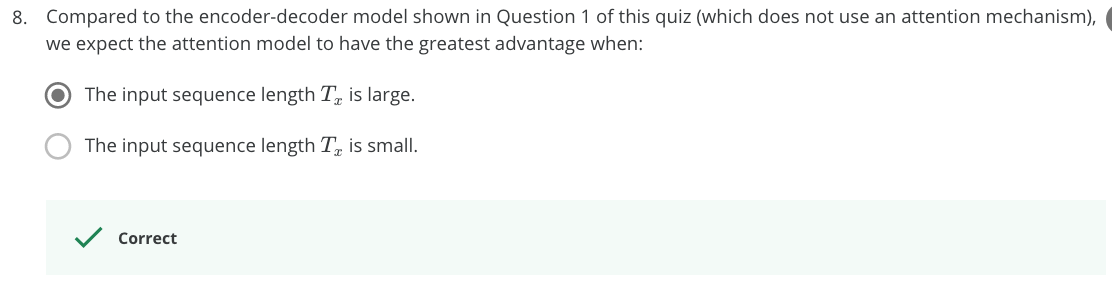 8. Compared to the encoder-decoder model shown in Question 1 of this quiz (which does not use an attention mechanism),
we expect the attention model to have the greatest advantage when:
The input sequence length Tₓ is large.
The input sequence length Tₓ is small.
Correct